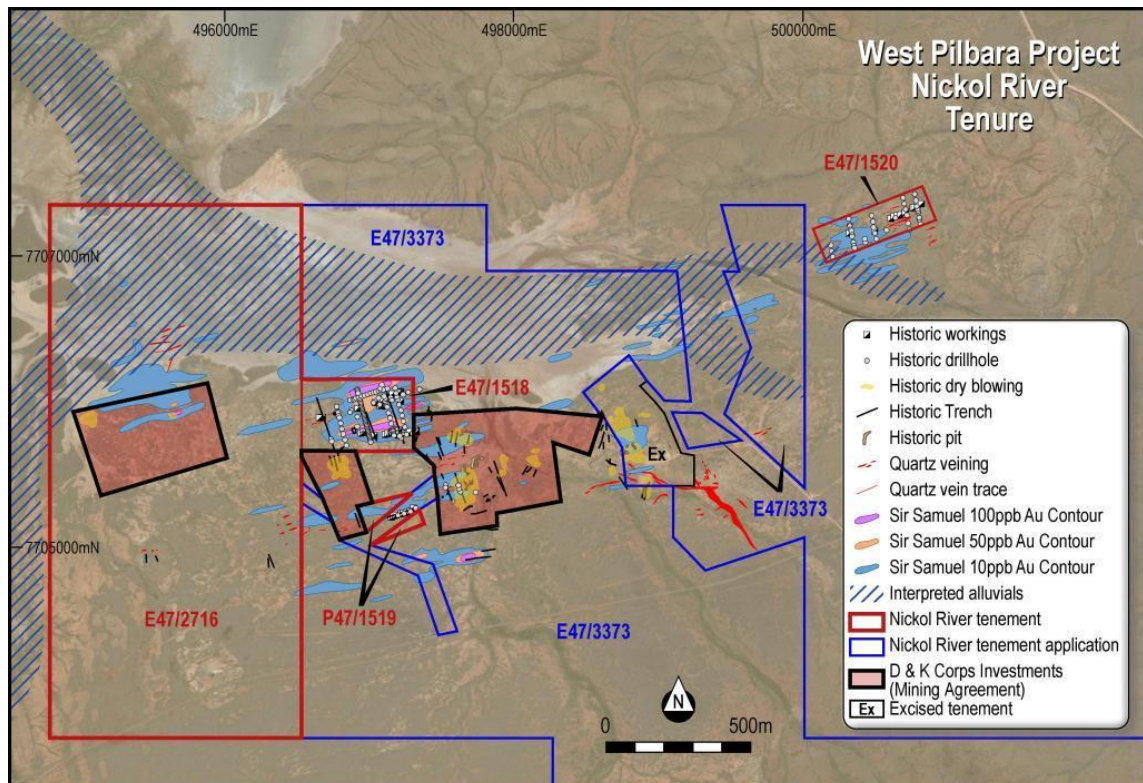 496000mE
498000mE
500000mE
West Pilbara Project
Nickol River
Tenure
E47/1520
E47/3373
7707000mN
E47/1518
Ex
E47/3373
7705000mN
E47/2716
P47/1519
E47/3373
N
0
500m
Historic workings
Historic drillhole
Historic dry blowing
Historic Trench
Historic pit
Quartz veining
Quartz vein trace
Sir Samuel 100ppb Au Contour
Sir Samuel 50ppb Au Contour
Sir Samuel 10ppb Au Contour
Interpreted alluvials
Nickol River tenement
Nickol River tenement application
D & K Corps Investments
(Mining Agreement)
Ex Excised tenement